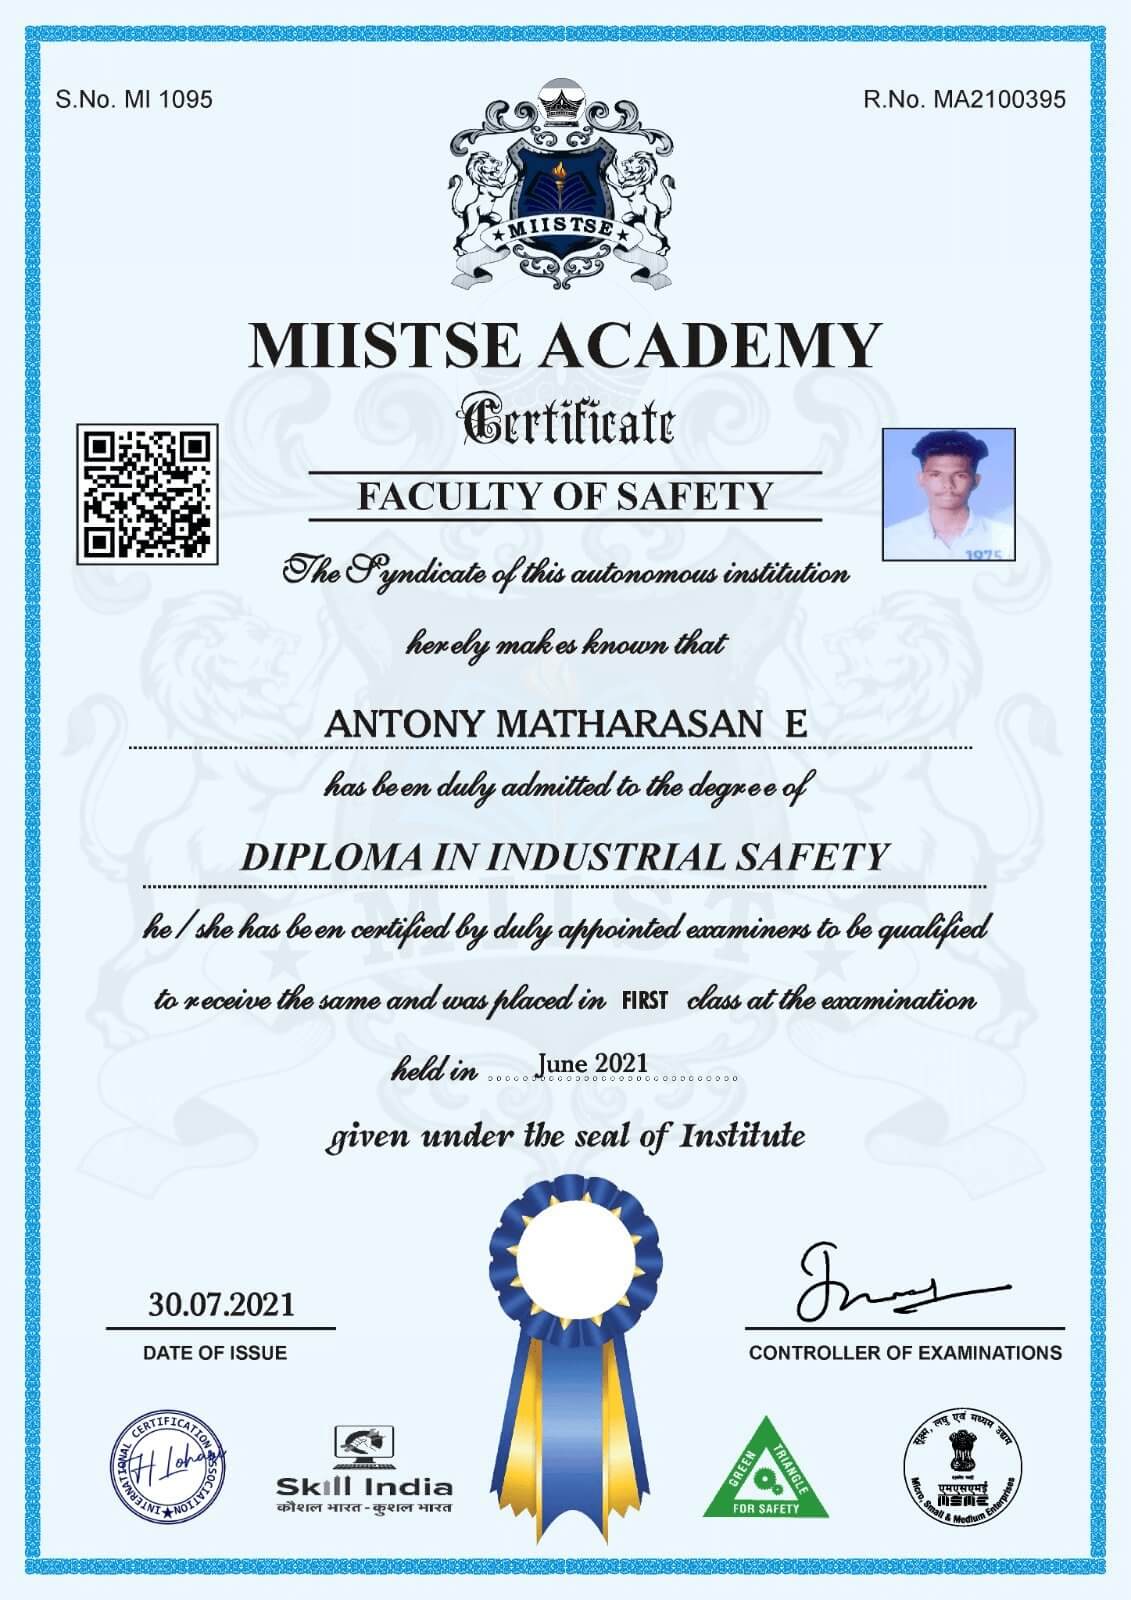 S.No. MI 1095
R.No. MA2100395
MIISTSE
MIISTSE ACADEMY
Certificate
FACULTY OF SAFETY
1975
The Syndicate of this autonomous institution
herely makes known that
ANTONY MATHARASAN E
has been duly admitted to the degree of
DIPLOMA IN INDUSTRIAL SAFETY
he / she has been certified by duly appointed examiners to be qualified
to receive the same and was placed in FIRST class at the examination
held in June 2021
given under the seal of Institute
30.07.2021
DATE OF ISSUE
CONTROLLER OF EXAMINATIONS
INTERNATIONAL CERTIFICATION ASSOCIATION
Skill India
कौशल भारत - कुशल भारत
GREEN TRIANGLE
FOR SAFETY
सूक्ष्म, लघु एवं मध्यम उद्यम
एमएसएमई
MSME
Micro, Small & Medium Enterprises